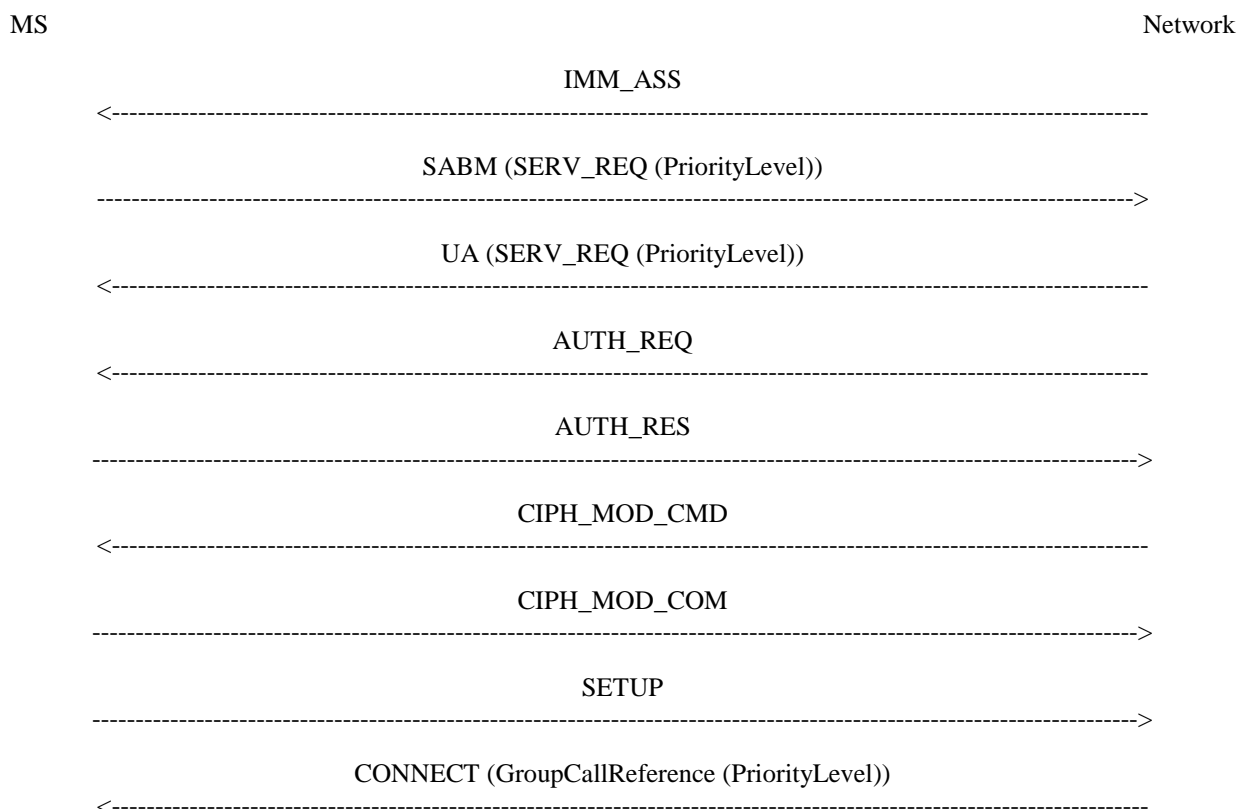 MS Network
IMM_ASS
<------------------------------------------------------------------------------------------------------------------------
SABM (SERV_REQ (PriorityLevel))
------------------------------------------------------------------------------------------------------------------------>
UA (SERV_REQ (PriorityLevel))
<------------------------------------------------------------------------------------------------------------------------
AUTH_REQ
<------------------------------------------------------------------------------------------------------------------------
AUTH_RES
------------------------------------------------------------------------------------------------------------------------->
CIPH_MOD_CMD
<------------------------------------------------------------------------------------------------------------------------
CIPH_MOD_COM
------------------------------------------------------------------------------------------------------------------------->
SETUP
------------------------------------------------------------------------------------------------------------------------->
CONNECT (GroupCallReference (PriorityLevel))
<------------------------------------------------------------------------------------------------------------------------